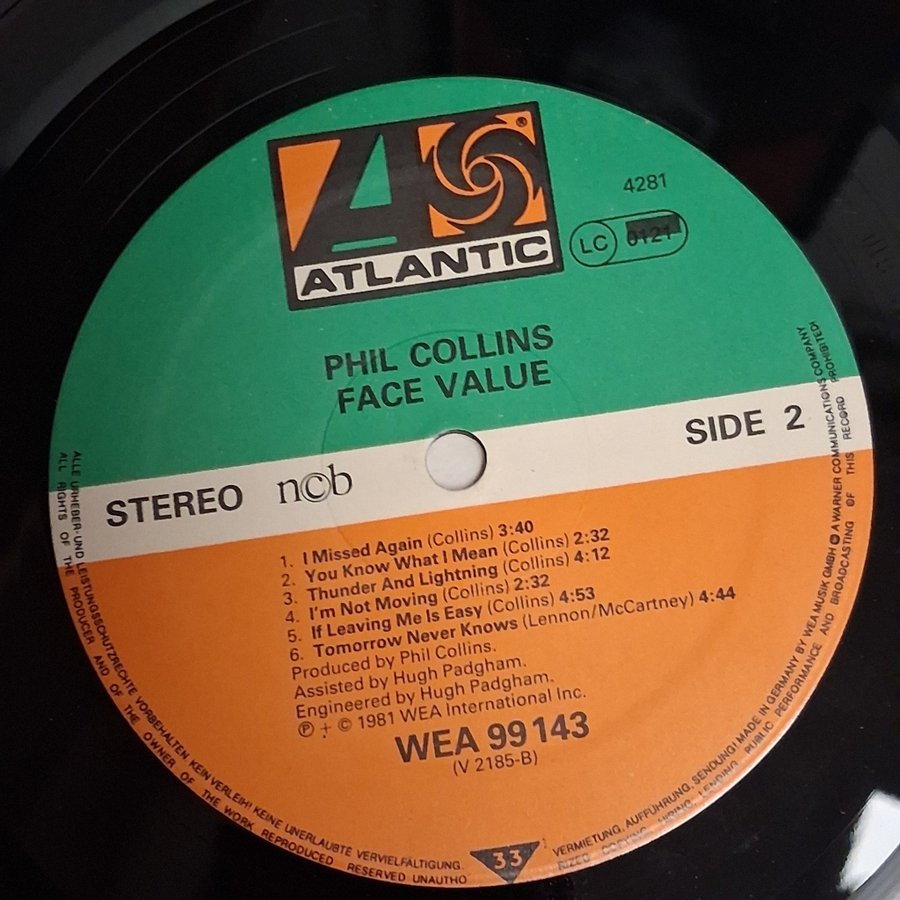 ATLANTIC
®
4281
LC 0121
PHIL COLLINS
FACE VALUE
STEREO ncb
SIDE 2
1. I Missed Again (Collins) 3:40
2. You Know What I Mean (Collins) 2:32
3. Thunder And Lightning (Collins) 4:12
4. I'm Not Moving (Collins) 2:32
5. If Leaving Me Is Easy (Collins) 4:53
6. Tomorrow Never Knows (Lennon/McCartney) 4:44
Produced by Phil Collins.
Assisted by Hugh Padgham.
Engineered by Hugh Padgham.
℗ + © 1981 WEA International Inc.
WEA 99 143
(V 2185-B)
33
ALLE URHEBER- UND LEISTUNGSSCHUTZRECHTE VORBEHALTEN KEIN VERLEIH! KEINE UNERLAUBTE VERVIELFÄLTIGUNG,
VERMIETUNG, AUFFÜHRUNG, SENDUNG! MADE IN GERMANY BY WEA MUSIK GMBH A WARNER COMMUNICATIONS COMPANY
ALL RIGHTS OF THE PRODUCER AND OF THE OWNER OF THE WORK REPRODUCED RESERVED UNAUTHO
RIZED COPYING, HIRING, LENDING, PUBLIC PERFORMANCE AND BROADCASTING OF THIS RECORD PROHIBITED!